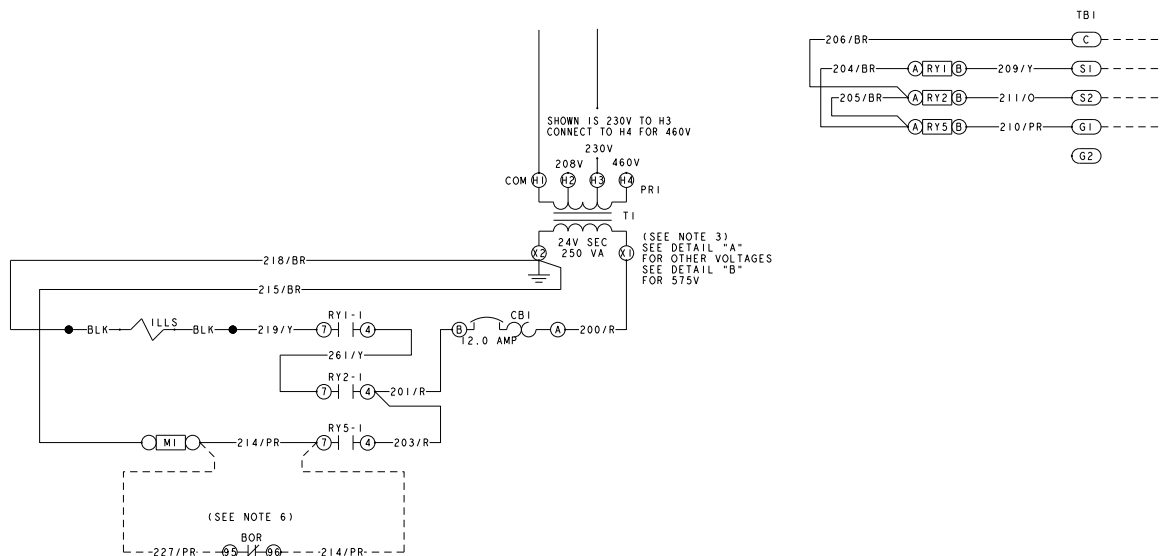 TB1
206/BR C
204/BR A RY1 B 209/Y S1
205/BR A RY2 B 211/O S2
A RY5 B 210/PR G1
G2
SHOWN IS 230V TO H3
CONNECT TO H4 FOR 460V
230V
208V 460V
COM H1 H2 H3 H4 PR1
T1
24V SEC
250 VA
X2 X1
(SEE NOTE 3)
SEE DETAIL "A"
FOR OTHER VOLTAGES
SEE DETAIL "B"
FOR 575V
218/BR
215/BR
BLK ILLS BLK 219/Y 7 RY1-1 4
B CB1 A 200/R
12.0 AMP
261/Y
RY2-1
7 4 201/R
RY5-1
M1 214/PR 7 4 203/R
(SEE NOTE 6)
BOR
227/PR 95 96 214/PR